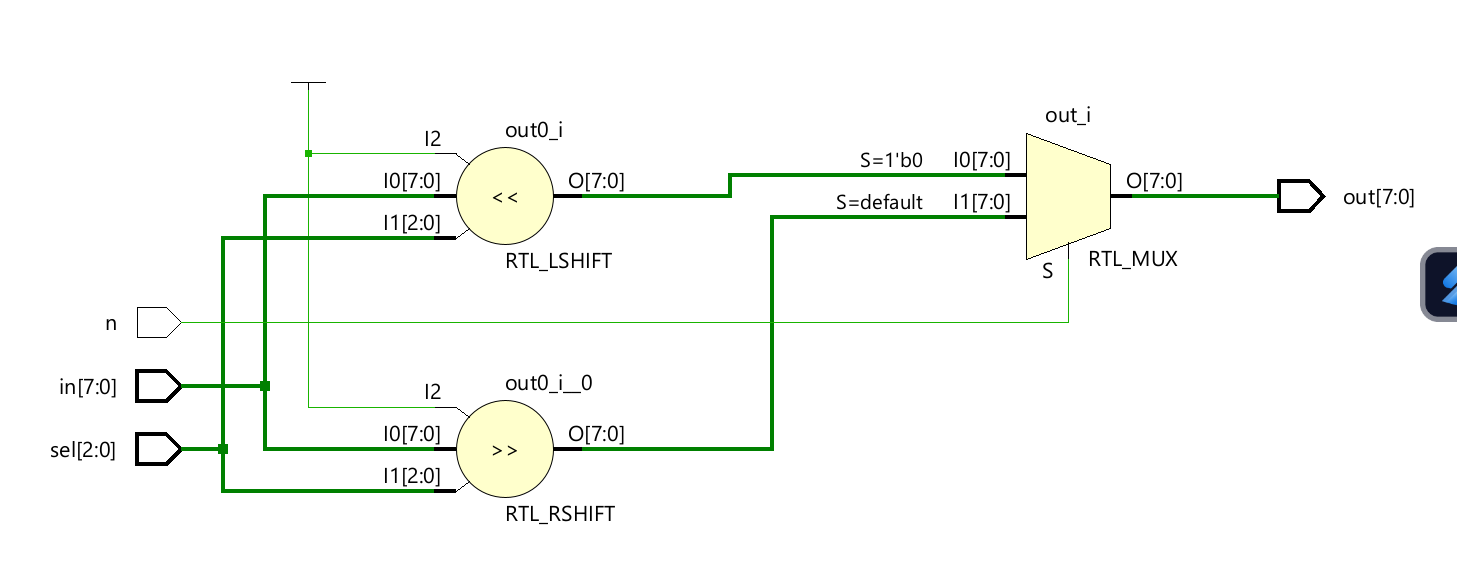 out0_i
I2
I0[7:0]
I1[2:0]
<<
O[7:0]
RTL_LSHIFT
out_i
S=1'b0
I0[7:0]
S=default
I1[7:0]
O[7:0]
S
RTL_MUX
out[7:0]
n
in[7:0]
sel[2:0]
out0_i__0
I2
I0[7:0]
I1[2:0]
>>
O[7:0]
RTL_RSHIFT